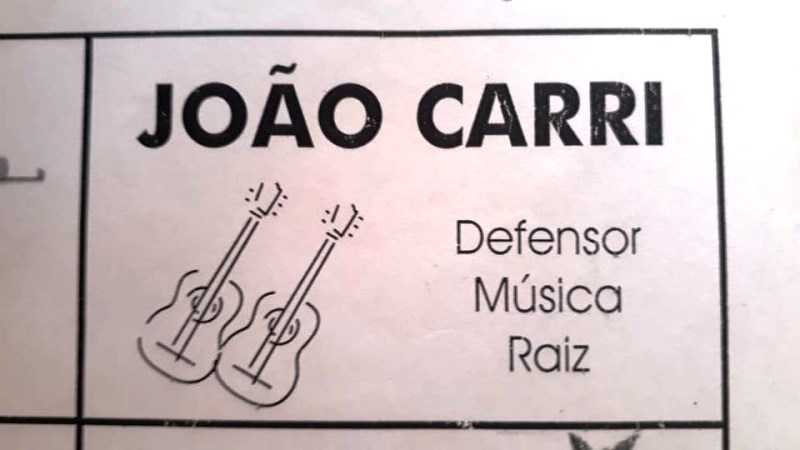 JOÃO CARRI
Defensor
Música
Raiz